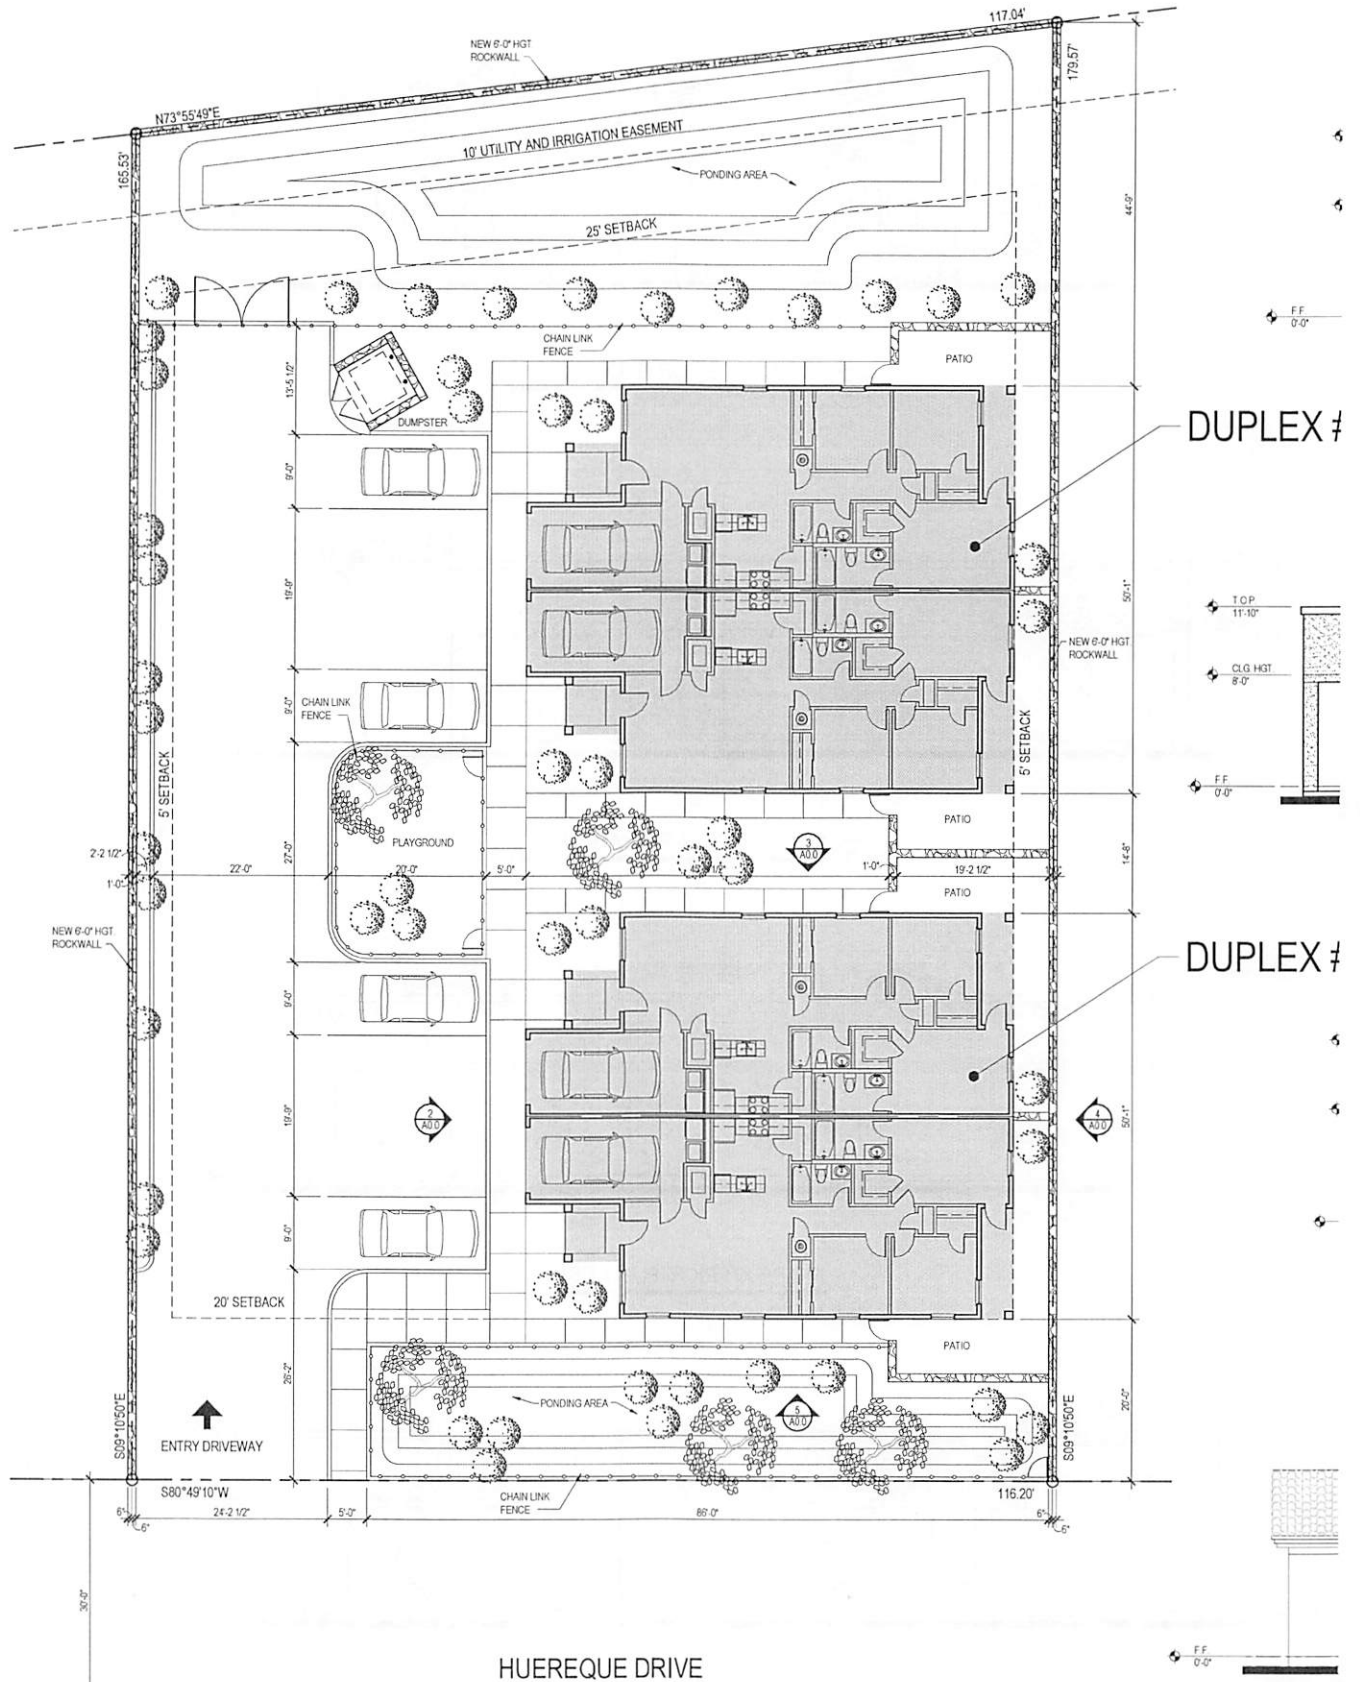 117.04'
NEW 6'-0" HGT
ROCKWALL
179.57'
N73°55'49"E
10' UTILITY AND IRRIGATION EASEMENT
165.53'
PONDING AREA
44'-9"
25' SETBACK
F.F.
0'-0"
CHAIN LINK
FENCE
PATIO
13'-5 1/2"
DUMPSTER
DUPLEX #
9'-0"
19'-9"
50'-1"
T.O.P.
11'-10"
NEW 6'-0" HGT
ROCKWALL
CLG HGT
8'-0"
9'-0"
CHAIN LINK
FENCE
5' SETBACK
5' SETBACK
F.F.
0'-0"
PATIO
PLAYGROUND
3
A0.0
2'-2 1/2"
27'-0"
14'-8"
1'-0"
22'-0"
20'-0"
5'-0"
1'-0"
19'-2 1/2"
PATIO
NEW 6'-0" HGT
ROCKWALL
DUPLEX #
9'-0"
2
A0.0
4
A0.0
19'-9"
50'-1"
9'-0"
20' SETBACK
PATIO
26'-2"
20'-0"
PONDING AREA
5
A0.0
S09°10'50"E
S09°10'50"E
ENTRY DRIVEWAY
S80°49'10"W
CHAIN LINK
FENCE
116.20'
6"
6"
24'-2 1/2"
5'-0"
86'-0"
6"
6"
30'-0"
HUEREQUE DRIVE
F.F.
0'-0"